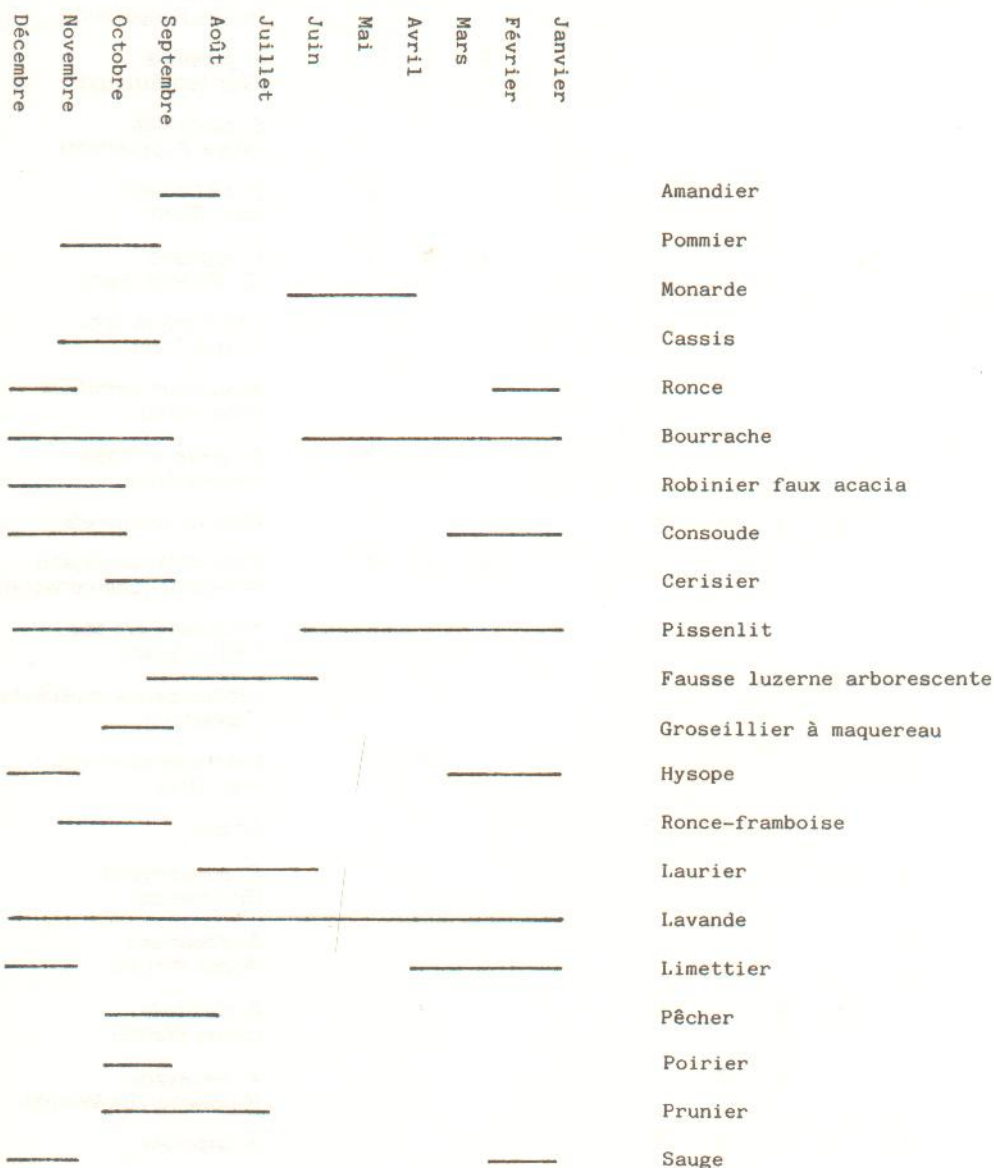 Décembre
Novembre
Octobre
Septembre
Août
Juillet
Juin
Mai
Avril
Mars
Février
Janvier
Amandier
Pommier
Monarde
Cassis
Ronce
Bourrache
Robinier faux acacia
Consoude
Cerisier
Pissenlit
Fausse luzerne arborescente
Groseillier à maquereau
Hysope
Ronce-framboise
Laurier
Lavande
Limettier
Pêcher
Poirier
Prunier
Sauge